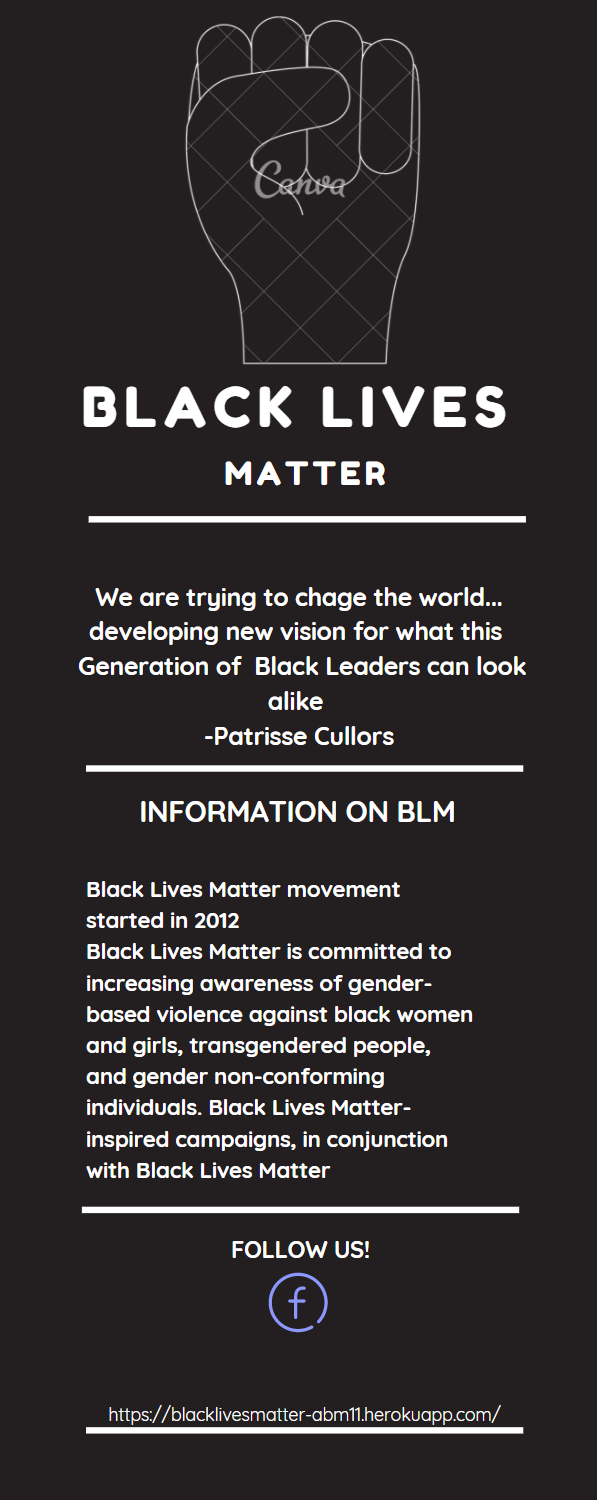 Canva
BLACK LIVES
MATTER
We are trying to chage the world...
developing new vision for what this
Generation of Black Leaders can look
alike
-Patrisse Cullors
INFORMATION ON BLM
Black Lives Matter movement
started in 2012
Black Lives Matter is committed to
increasing awareness of gender-
based violence against black women
and girls, transgendered people,
and gender non-conforming
individuals. Black Lives Matter-
inspired campaigns, in conjunction
with Black Lives Matter
FOLLOW US!
f
https://blacklivesmatter-abm11.herokuapp.com/